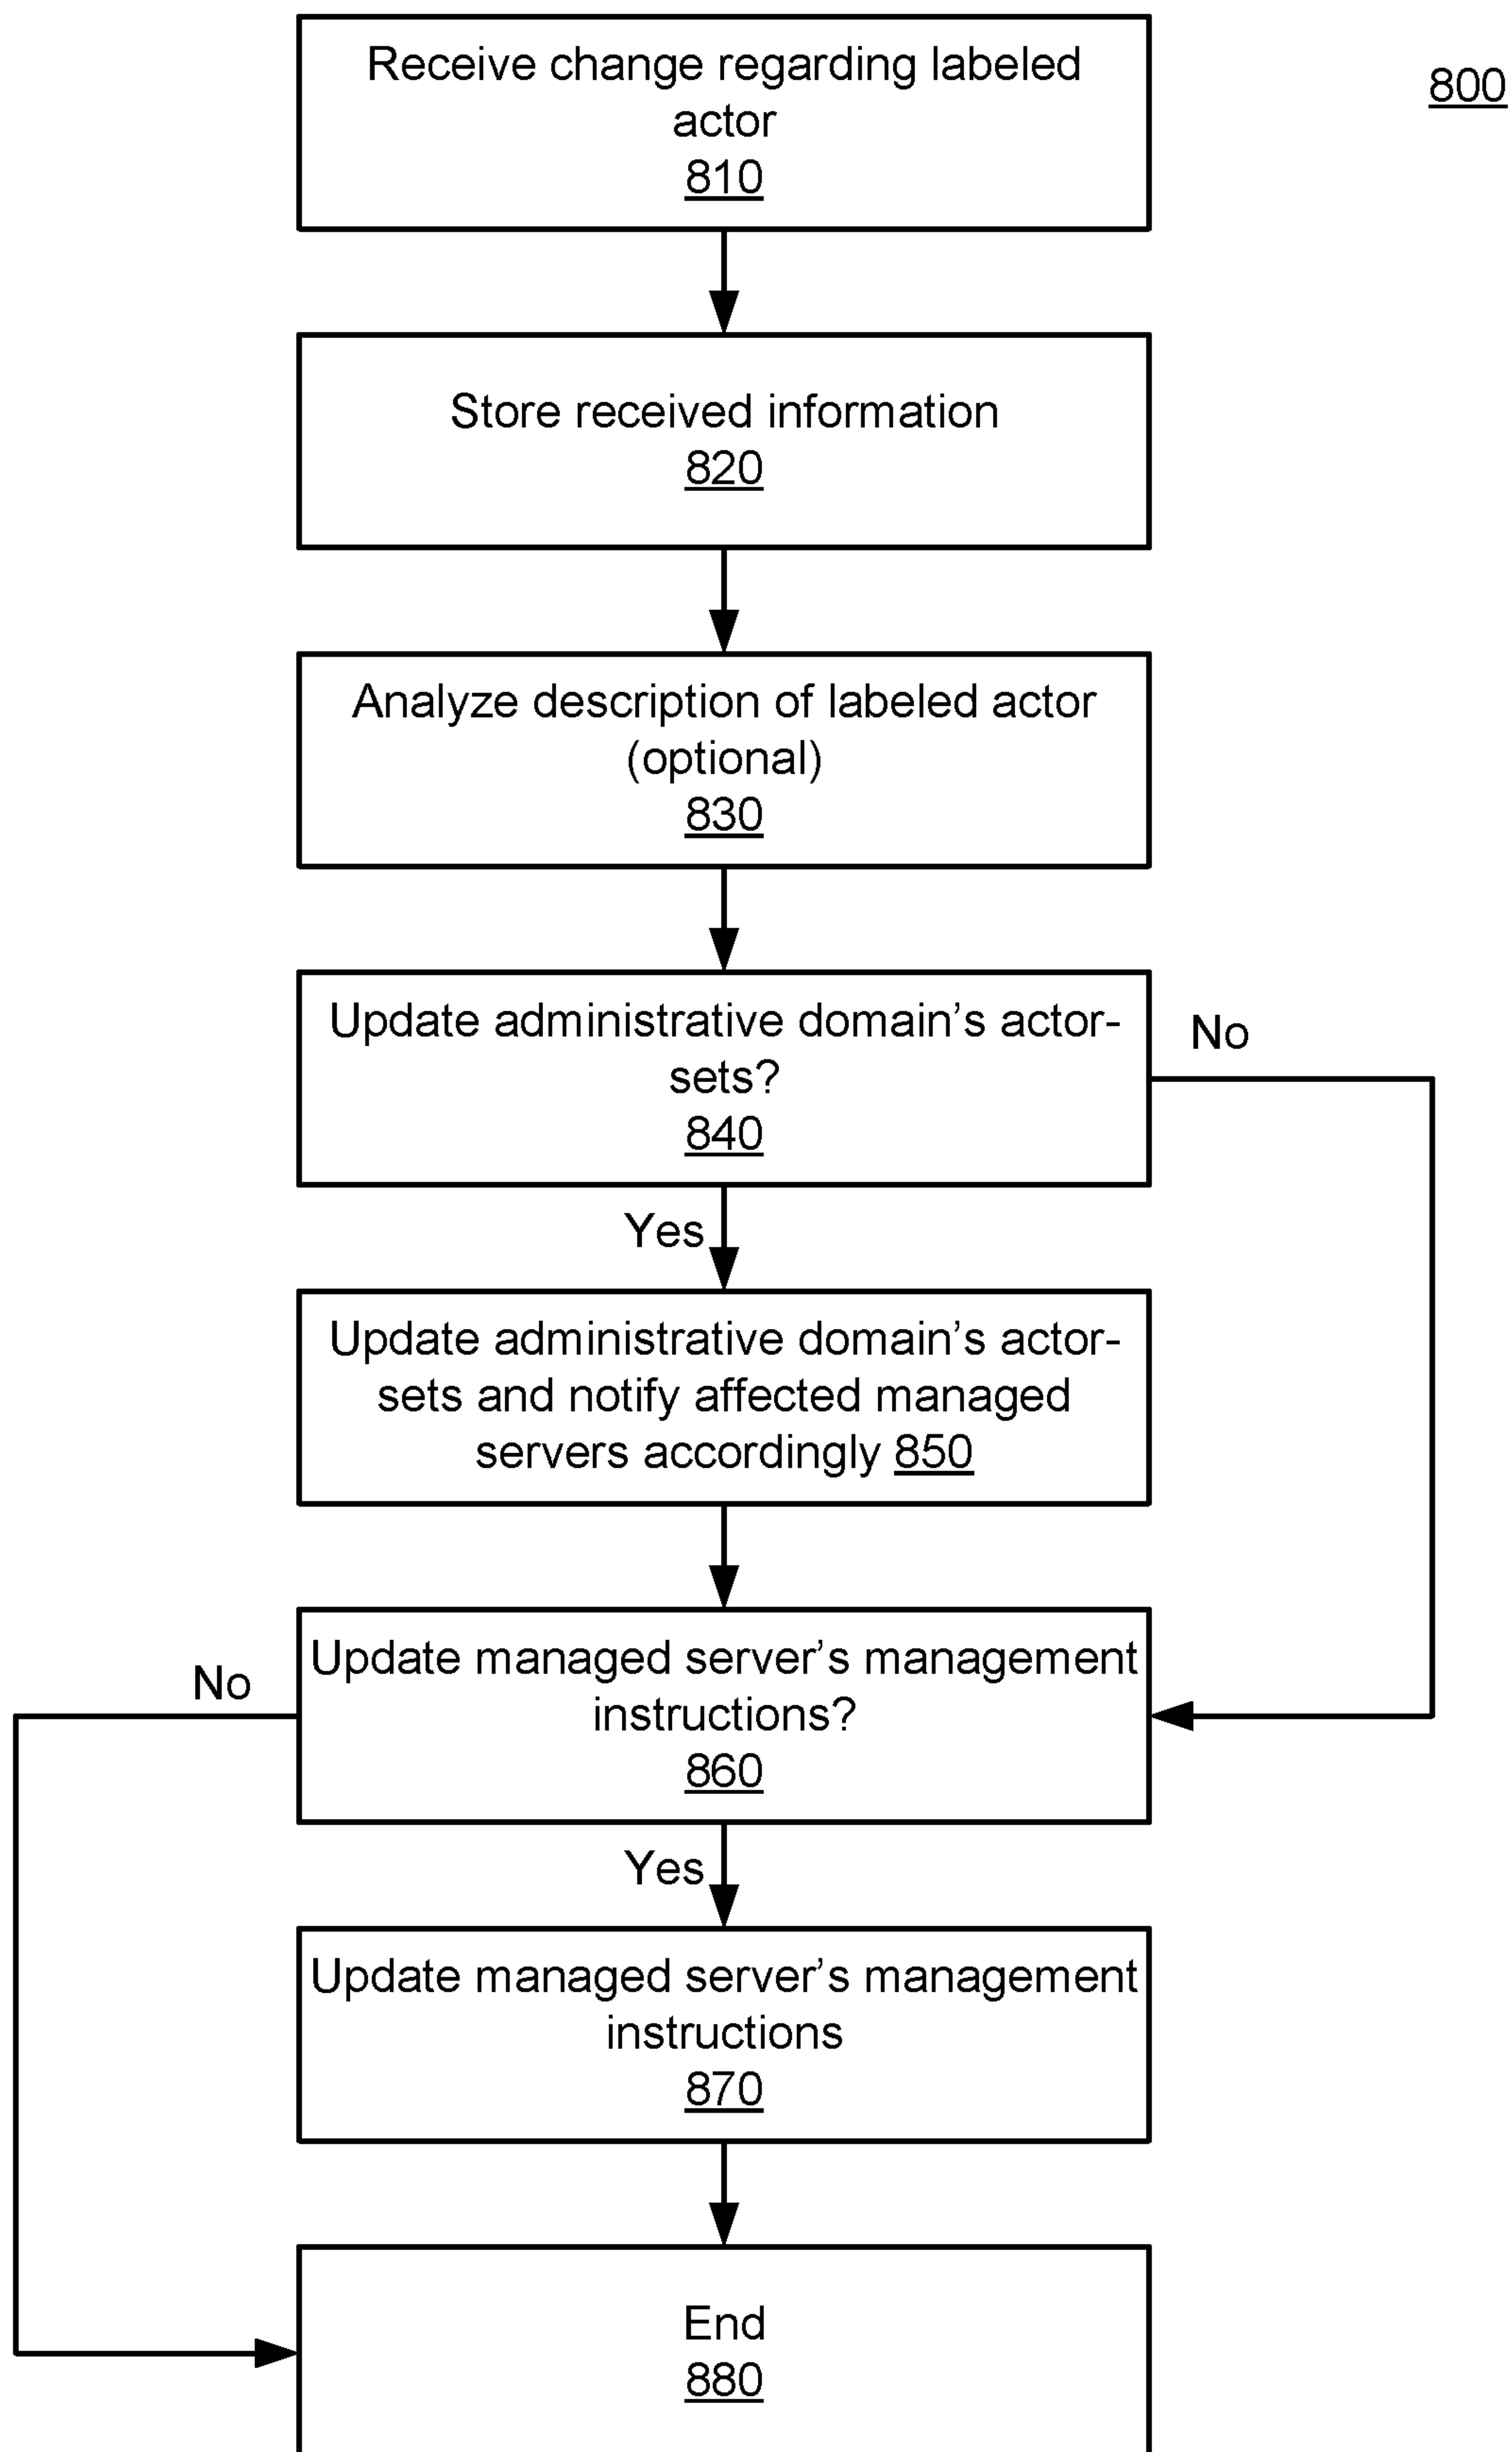 Receive change regarding labeled
actor
810
800
Store received information
820
Analyze description of labeled actor
(optional)
830
Update administrative domain’s actor-
sets?
840
No
Yes
Update administrative domain’s actor-
sets and notify affected managed
servers accordingly 850
Update managed server’s management
instructions?
860
No
Yes
Update managed server’s management
instructions
870
End
880